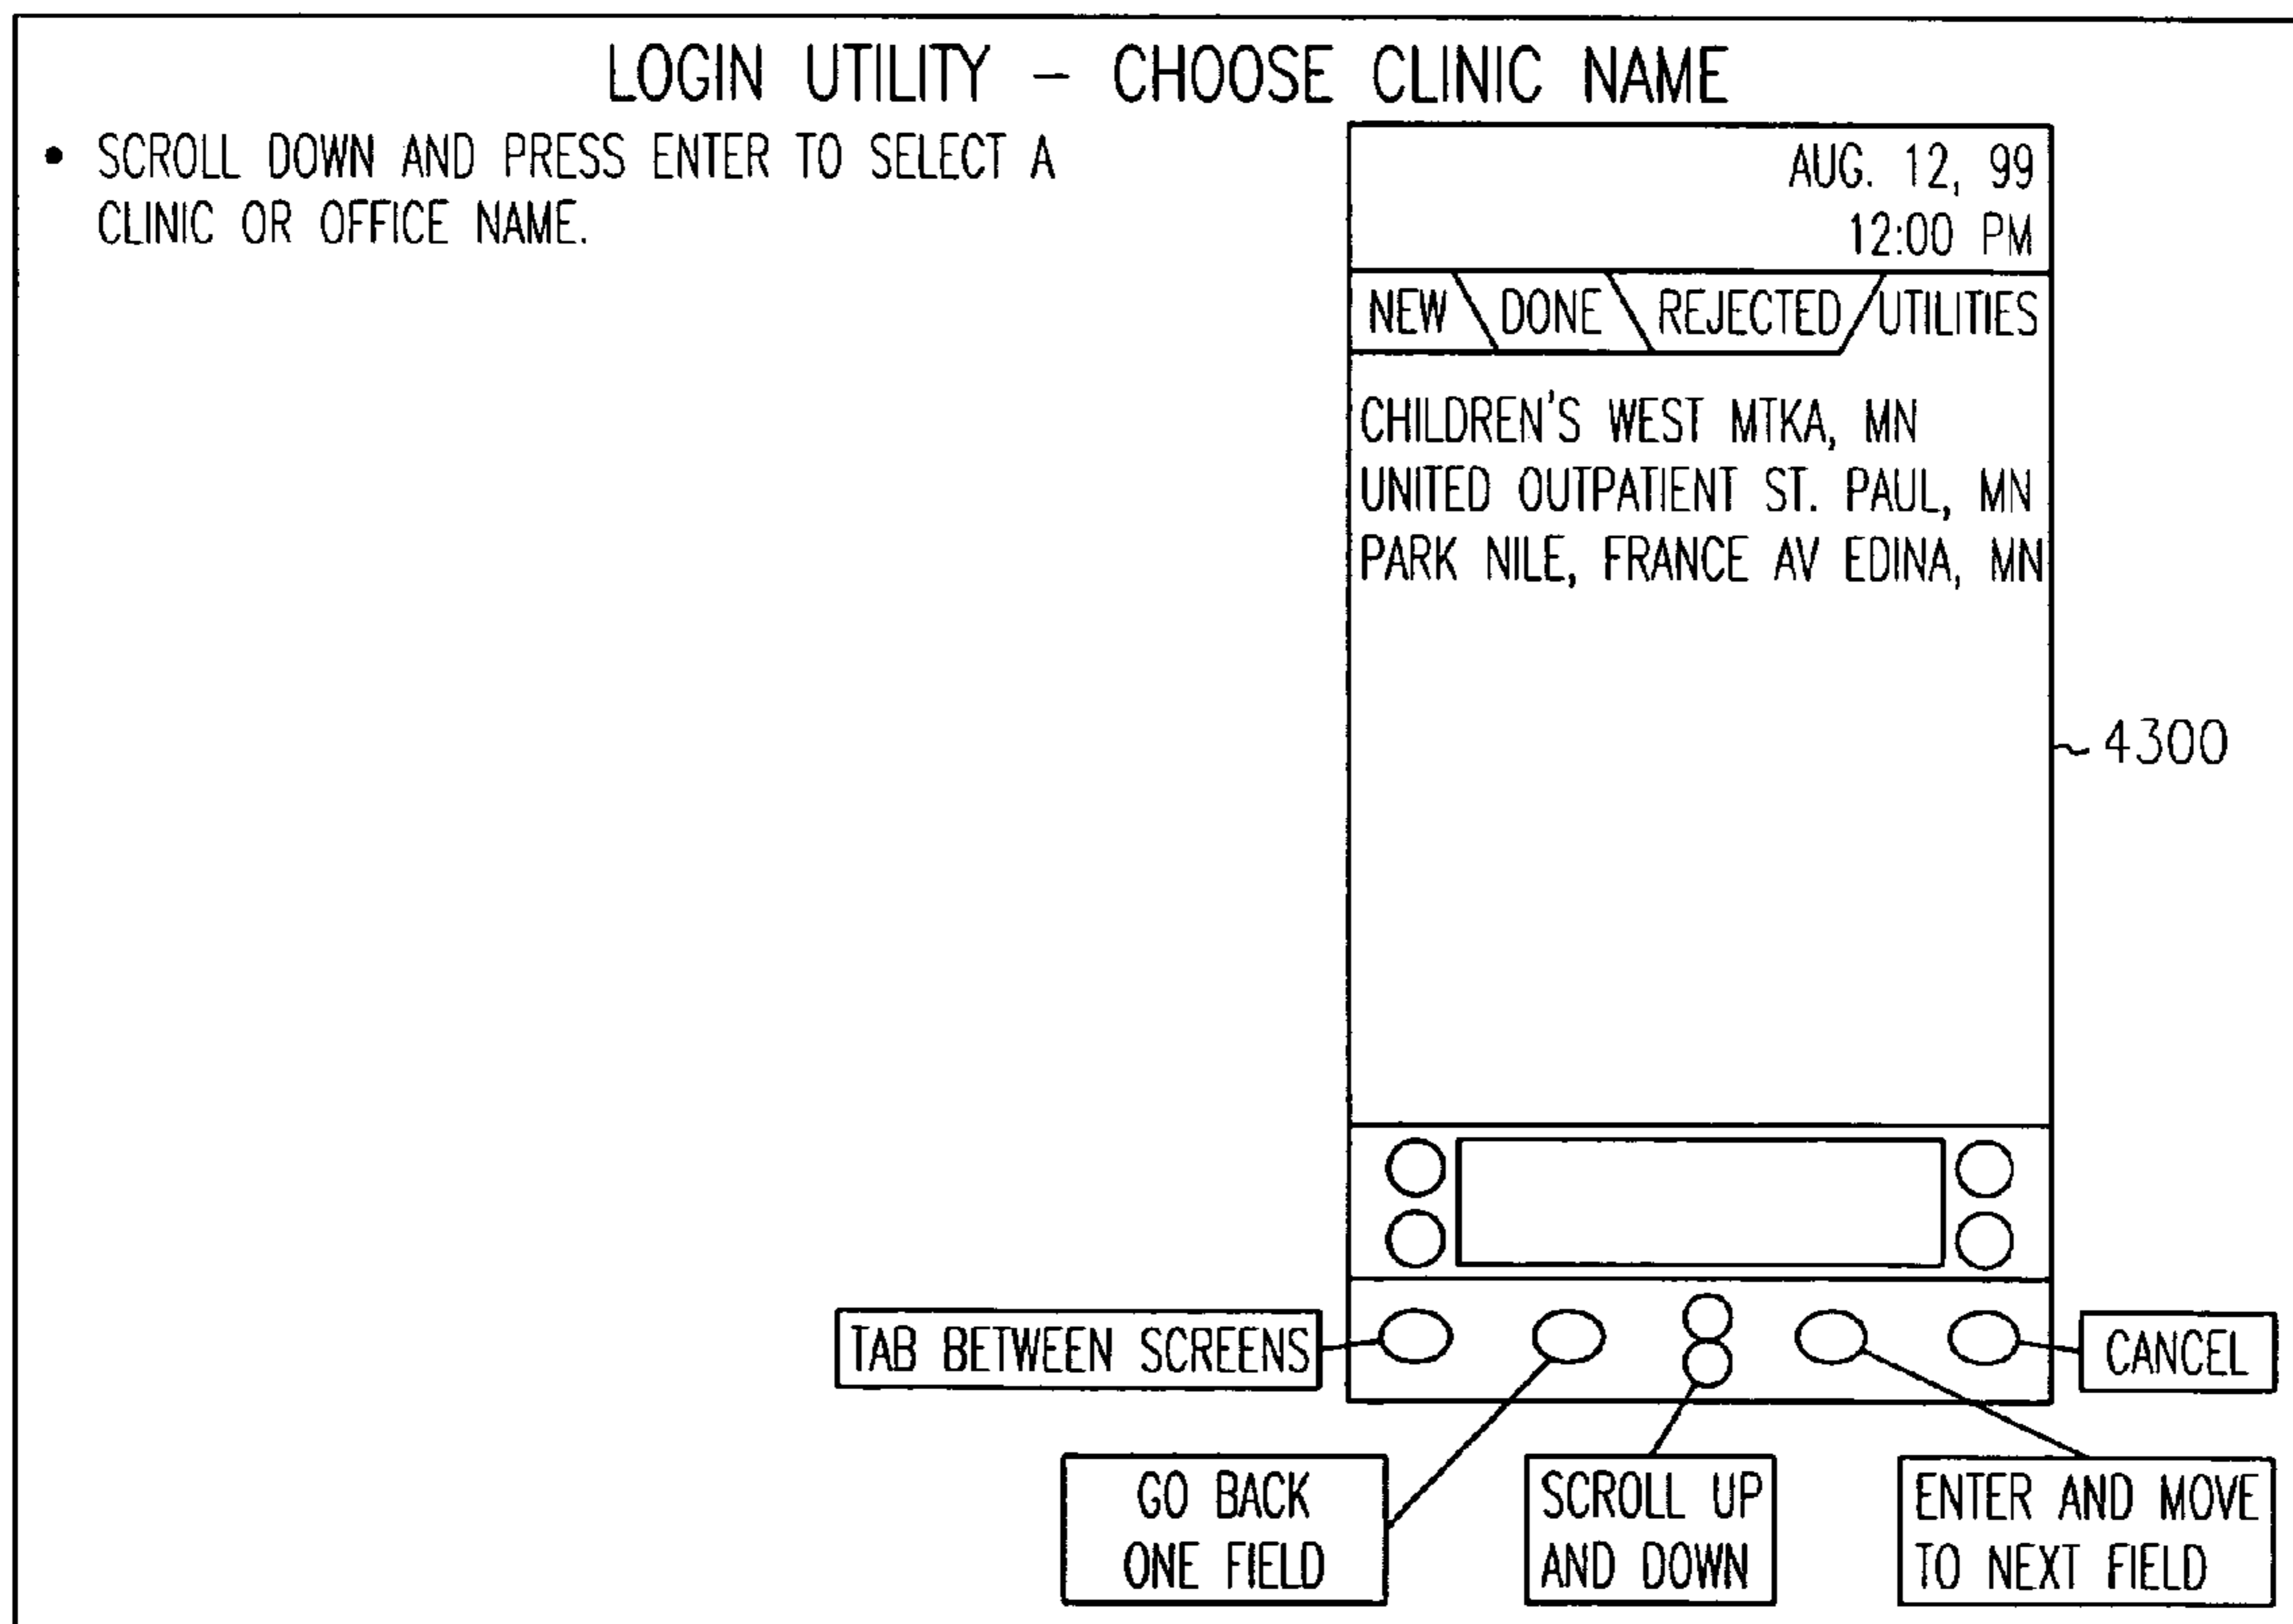 LOGIN UTILITY – CHOOSE CLINIC NAME
• SCROLL DOWN AND PRESS ENTER TO SELECT A
CLINIC OR OFFICE NAME.
AUG. 12, 99
12:00 PM
NEW DONE REJECTED UTILITIES
CHILDREN'S WEST MTKA, MN
UNITED OUTPATIENT ST. PAUL, MN
PARK NILE, FRANCE AV EDINA, MN
4300
TAB BETWEEN SCREENS
CANCEL
GO BACK
ONE FIELD
SCROLL UP
AND DOWN
ENTER AND MOVE
TO NEXT FIELD